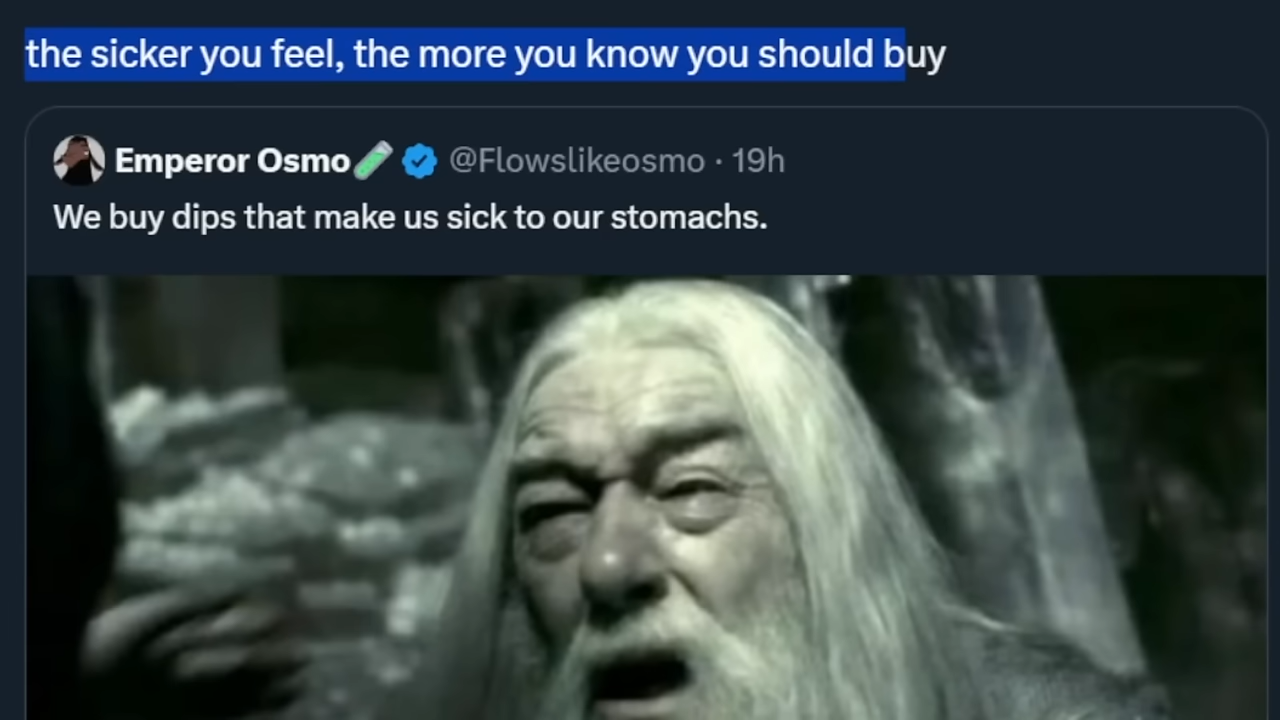 the sicker you feel, the more you know you should buy
Emperor Osmo🧪 @Flowslikeosmo · 19h
We buy dips that make us sick to our stomachs.